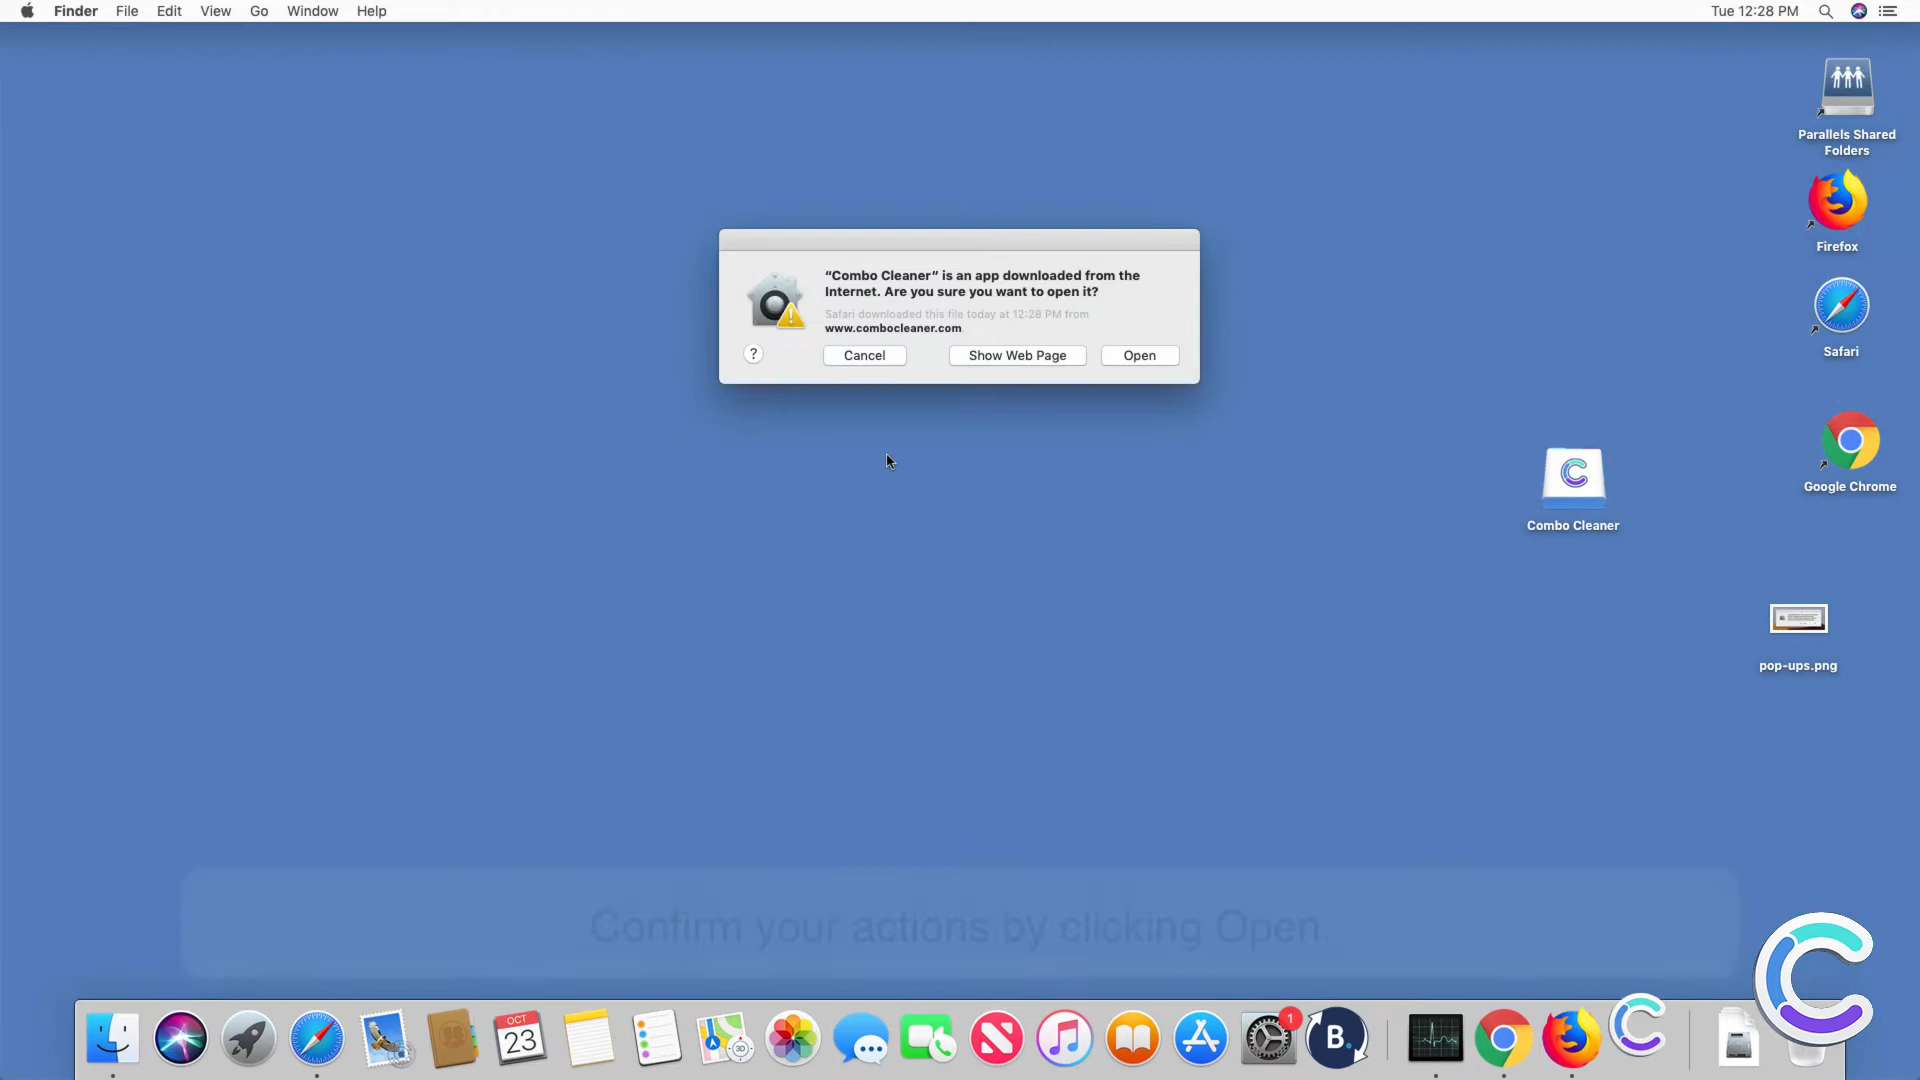 Finder File Edit View Go Window Help Tue 12:28 PM
Parallels Shared
Folders
Firefox
“Combo Cleaner” is an app downloaded from the
Internet. Are you sure you want to open it?
Safari downloaded this file today at 12:28 PM from
www.combocleaner.com.
? Cancel Show Web Page Open
Safari
Google Chrome
Combo Cleaner
pop-ups.png
Confirm your actions by clicking Open.
OCT
23
30
1
B.